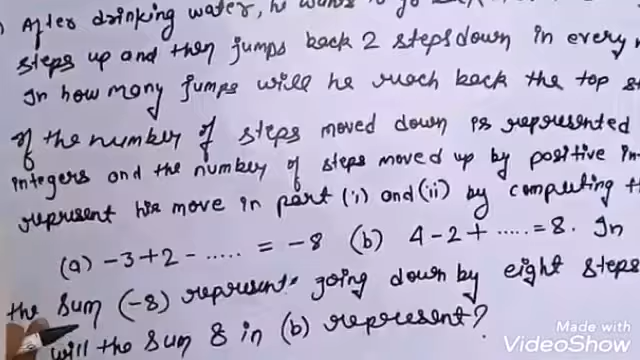 ) After drinking water, he wants to go back
steps up and then jumps back 2 steps down in every
In how many jumps will he reach back the top
If the number of steps moved down is represented
integers and the number of steps moved up by positive in
represent his move in part (i) and (ii) by completing th
(a) -3+2- ..... = -8 (b) 4-2+ ..... = 8. In
the sum (-8) represents going down by eight steps
will the sum 8 in (b) represent?
Made with
VideoShow